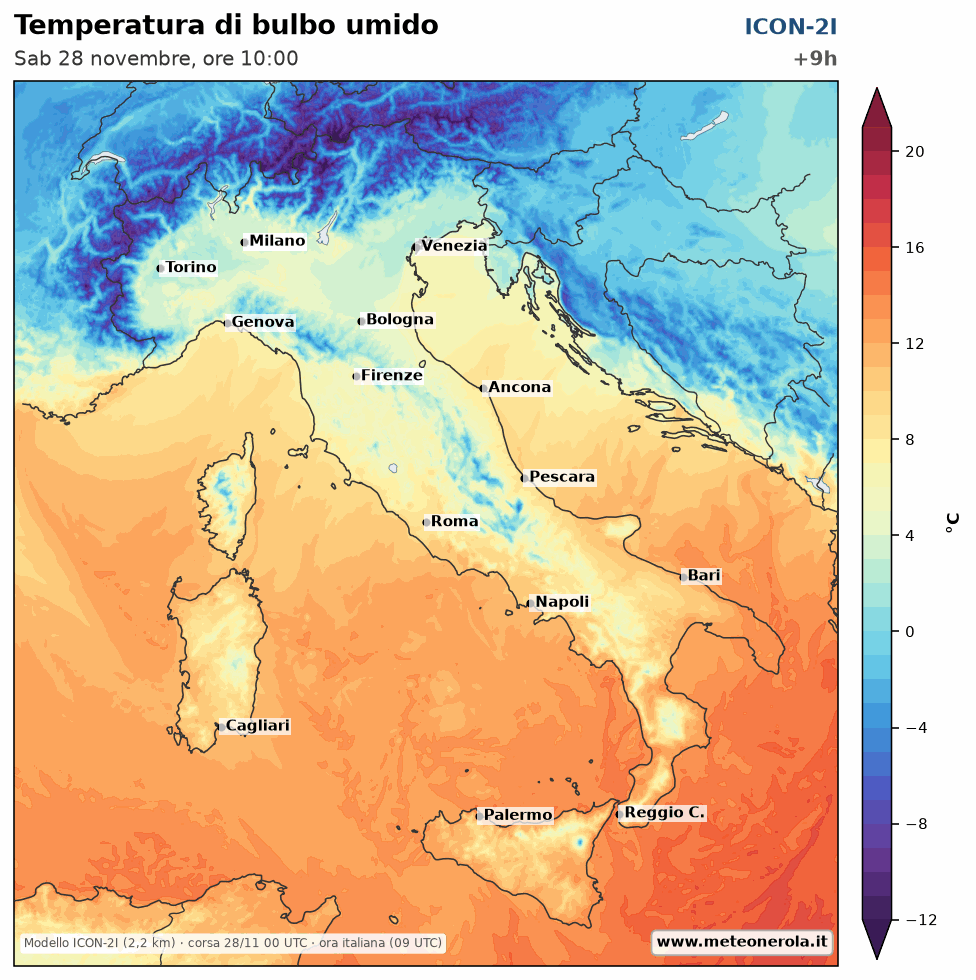 Temperatura di bulbo umido
ICON-2I
Sab 28 novembre, ore 10:00
+9h
20
16
12
8
4
0
−4
−8
−12
°C
Milano
Venezia
Torino
Genova
Bologna
Firenze
Ancona
Pescara
Roma
Bari
Napoli
Cagliari
Palermo
Reggio C.
Modello ICON-2I (2,2 km) · corsa 28/11 00 UTC · ora italiana (09 UTC)
www.meteonerola.it